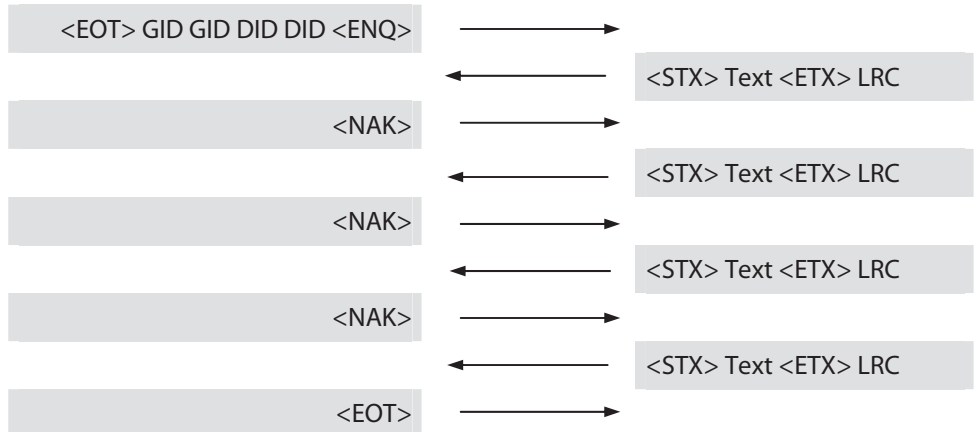 <EOT> GID GID DID DID <ENQ>
<STX> Text <ETX> LRC
<NAK>
<STX> Text <ETX> LRC
<NAK>
<STX> Text <ETX> LRC
<NAK>
<STX> Text <ETX> LRC
<EOT>